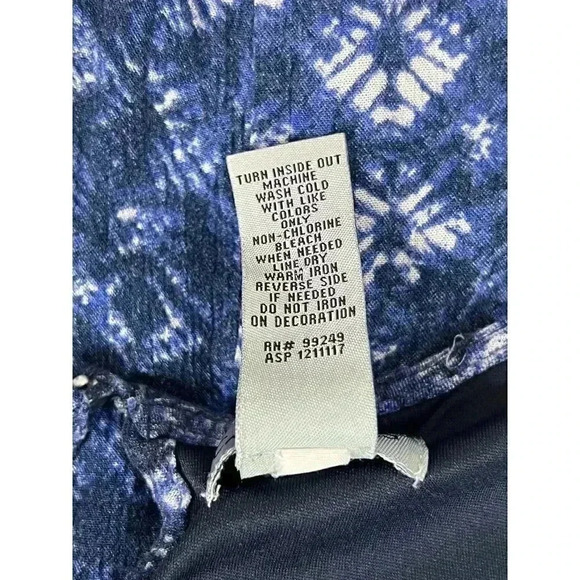 TURN INSIDE OUT
MACHINE
WASH COLD
WITH LIKE
COLORS
ONLY
NON-CHLORINE
BLEACH
WHEN NEEDED
LINE DRY
WARM IRON
REVERSE SIDE
IF NEEDED
DO NOT IRON
ON DECORATION
RN# 99249
ASP 1211117